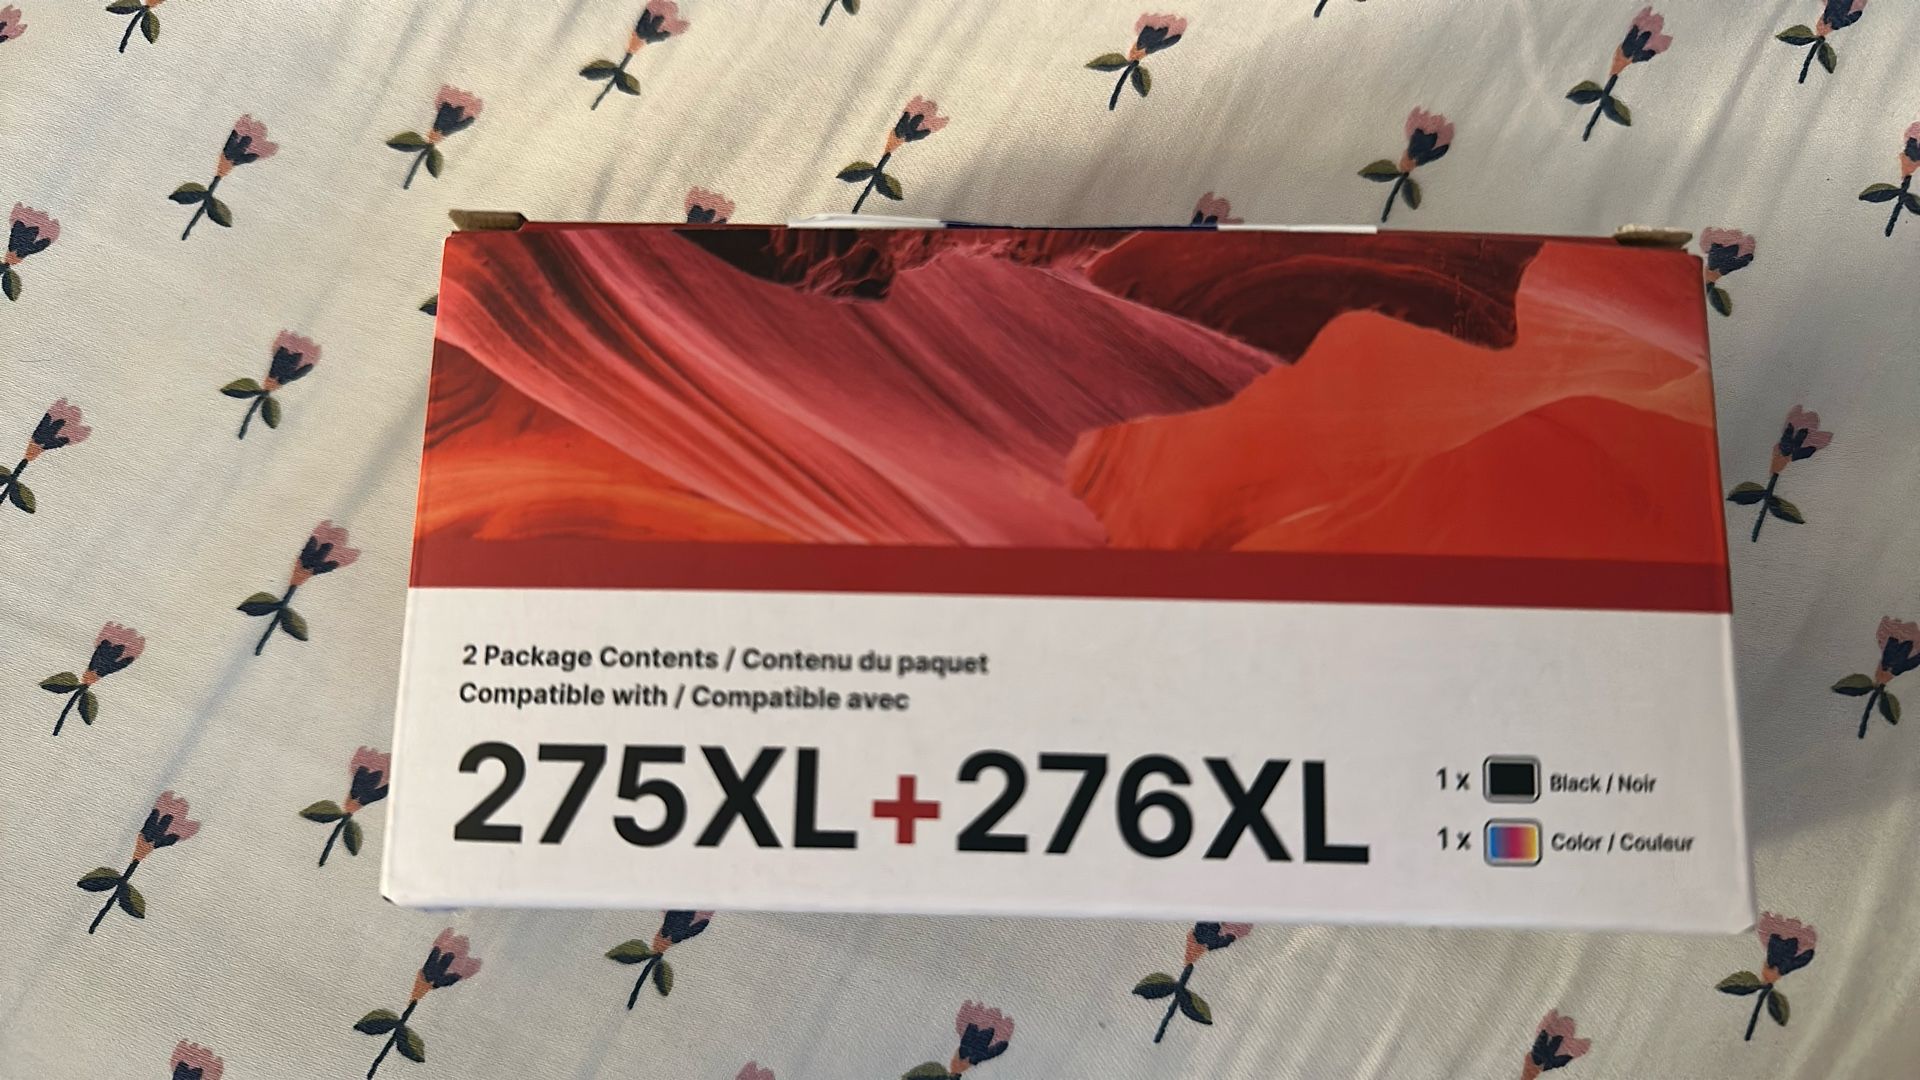 2 Package Contents / Contenu du paquet
Compatible with / Compatible avec
275XL+276XL
1 x Black / Noir
1 x Color / Couleur